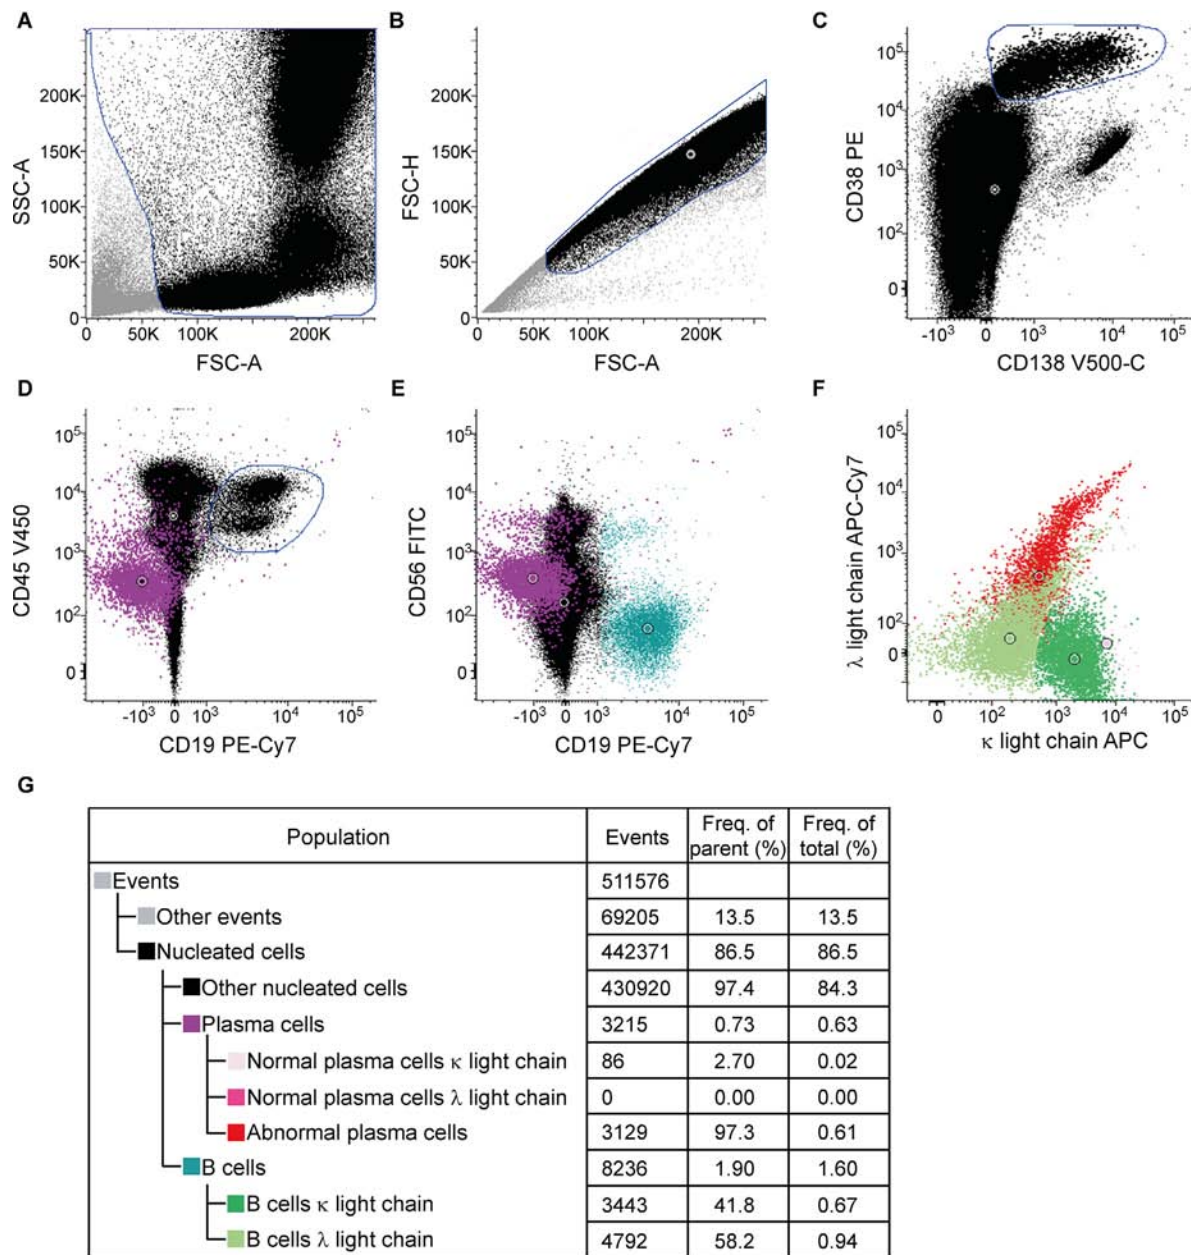 A
SSC-A
200K
150K
100K
50K
0
0 50K 100K 200K
FSC-A
B
FSC-H
200K
150K
100K
50K
0
0 50K 100K 200K
FSC-A
C
CD38 PE
10⁵
10⁴
10³
10²
0
-10³ 0 10³ 10⁴ 10⁵
CD138 V500-C
D
CD45 V450
10⁵
10⁴
10³
10²
0
-10³ 0 10³ 10⁴ 10⁵
CD19 PE-Cy7
E
CD56 FITC
10⁵
10⁴
10³
10²
0
-10³ 0 10³ 10⁴ 10⁵
CD19 PE-Cy7
F
λ light chain APC-Cy7
10⁵
10⁴
10³
10²
0
0 10² 10³ 10⁴ 10⁵
κ light chain APC
G
Population Events Freq. of parent (%) Freq. of total (%)
Events 511576
Other events 69205 13.5 13.5
Nucleated cells 442371 86.5 86.5
Other nucleated cells 430920 97.4 84.3
Plasma cells 3215 0.73 0.63
Normal plasma cells κ light chain 86 2.70 0.02
Normal plasma cells λ light chain 0 0.00 0.00
Abnormal plasma cells 3129 97.3 0.61
B cells 8236 1.90 1.60
B cells κ light chain 3443 41.8 0.67
B cells λ light chain 4792 58.2 0.94